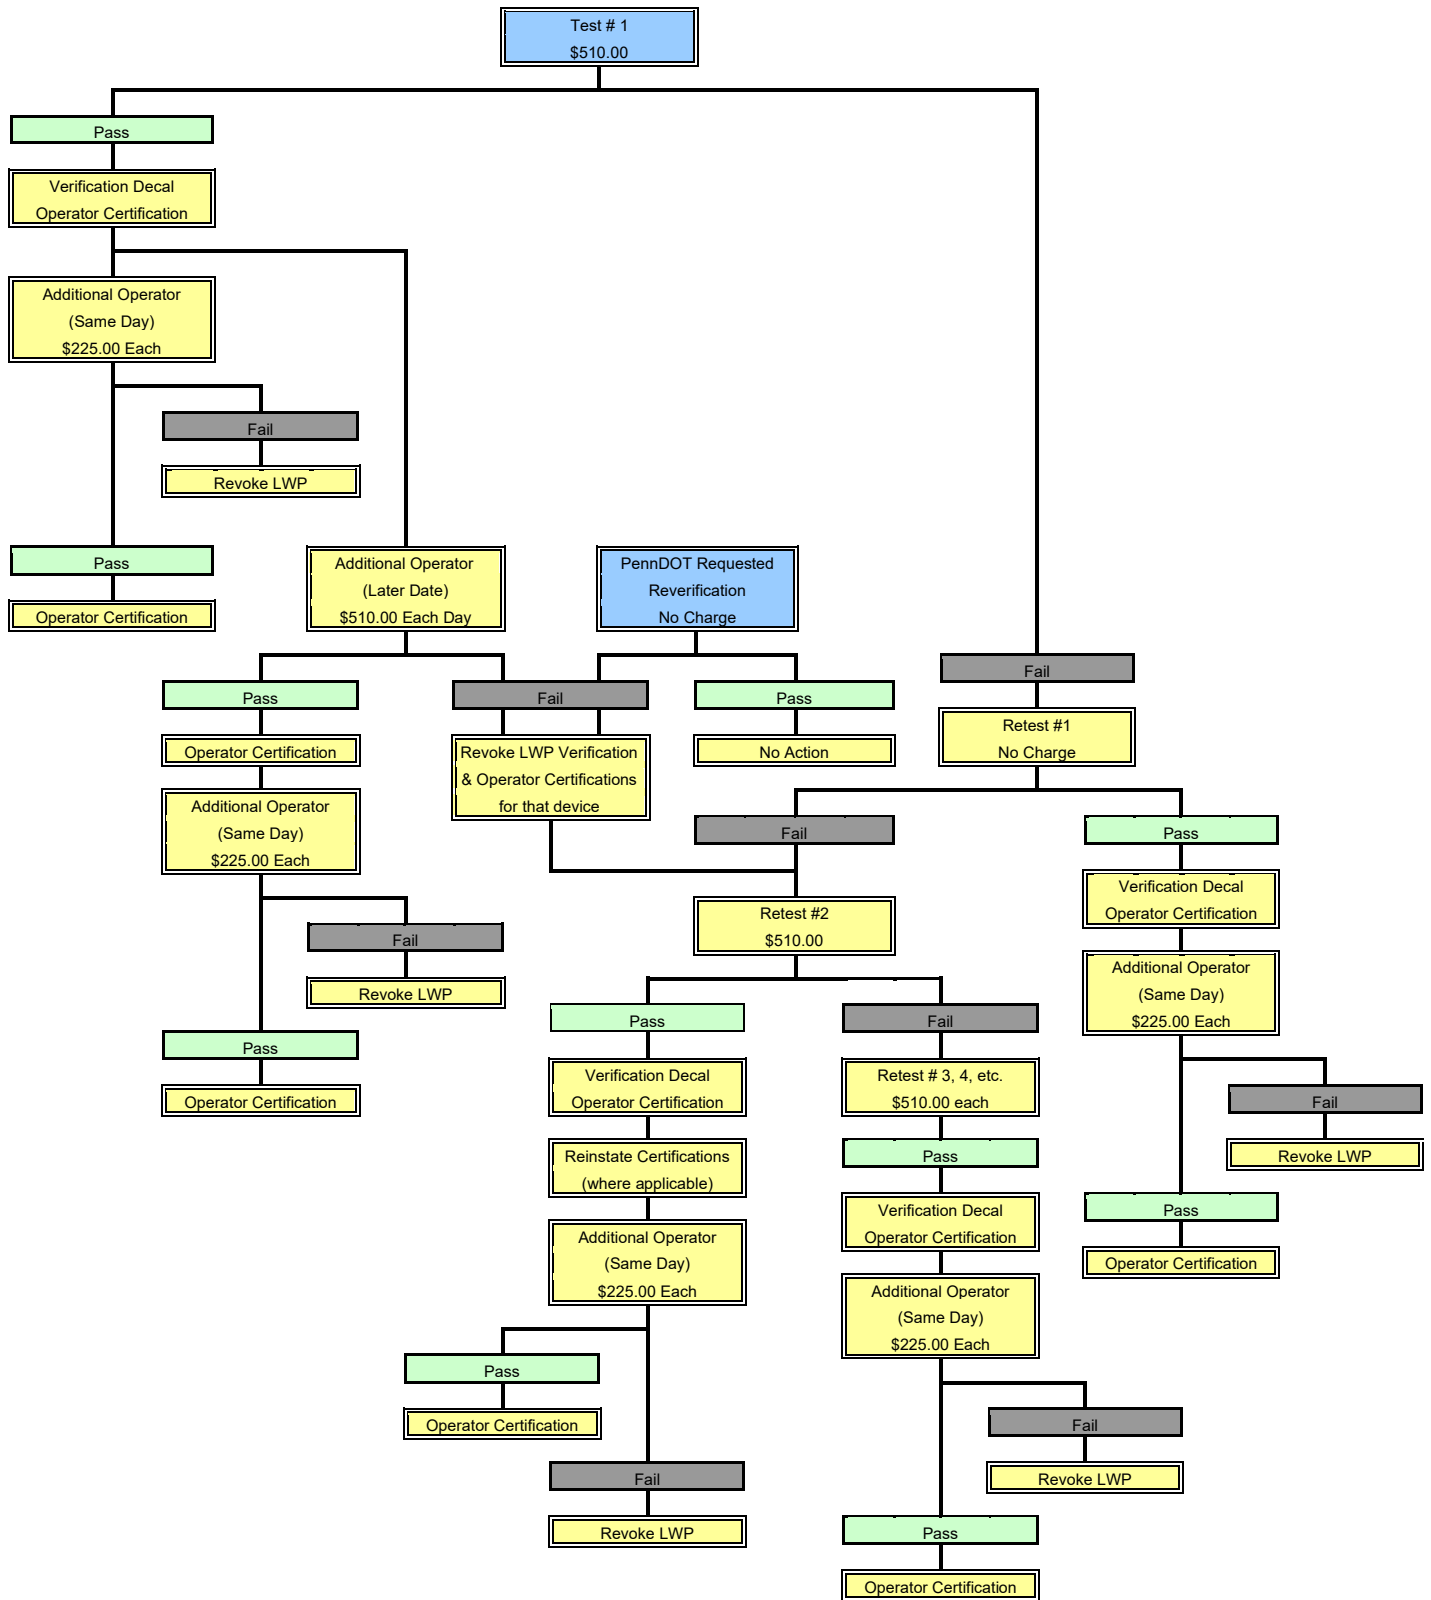 Test # 1
$510.00
Pass
Verification Decal
Operator Certification
Additional Operator
(Same Day)
$225.00 Each
Fail
Revoke LWP
Pass
Operator Certification
Additional Operator
(Later Date)
$510.00 Each Day
PennDOT Requested
Reverification
No Charge
Pass
Operator Certification
Additional Operator
(Same Day)
$225.00 Each
Fail
Revoke LWP
Pass
Operator Certification
Fail
Revoke LWP Verification
& Operator Certifications
for that device
Pass
No Action
Fail
Retest #1
No Charge
Fail
Retest #2
$510.00
Pass
Verification Decal
Operator Certification
Reinstate Certifications
(where applicable)
Additional Operator
(Same Day)
$225.00 Each
Pass
Operator Certification
Fail
Revoke LWP
Fail
Retest # 3, 4, etc.
$510.00 each
Pass
Verification Decal
Operator Certification
Additional Operator
(Same Day)
$225.00 Each
Fail
Revoke LWP
Pass
Operator Certification
Pass
Verification Decal
Operator Certification
Additional Operator
(Same Day)
$225.00 Each
Fail
Revoke LWP
Pass
Operator Certification